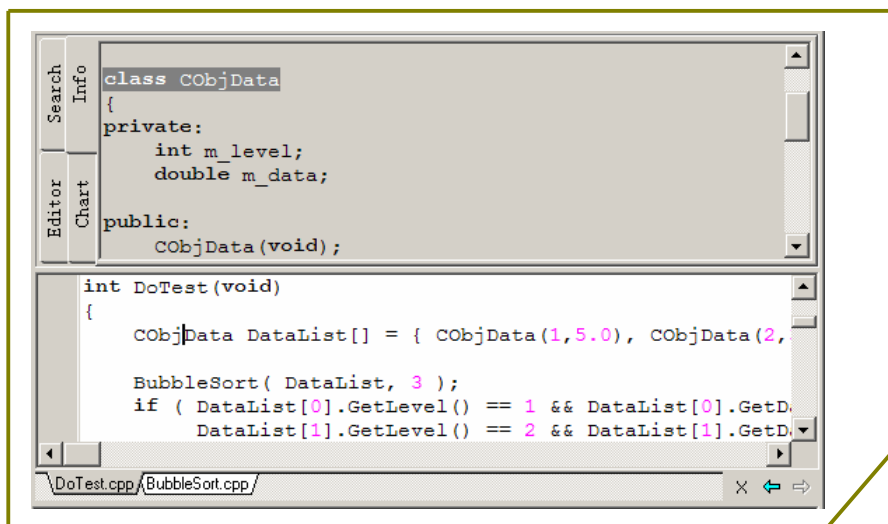 Search
Info
Editor
Chart
class CObjData
{
private:
int m_level;
double m_data;
public:
CObjData(void);
int DoTest(void)
{
CObjData DataList[] = { CObjData(1,5.0), CObjData(2,
BubbleSort( DataList, 3 );
if ( DataList[0].GetLevel() == 1 && DataList[0].GetD
DataList[1].GetLevel() == 2 && DataList[1].GetD
DoTest.cpp BubbleSort.cpp X